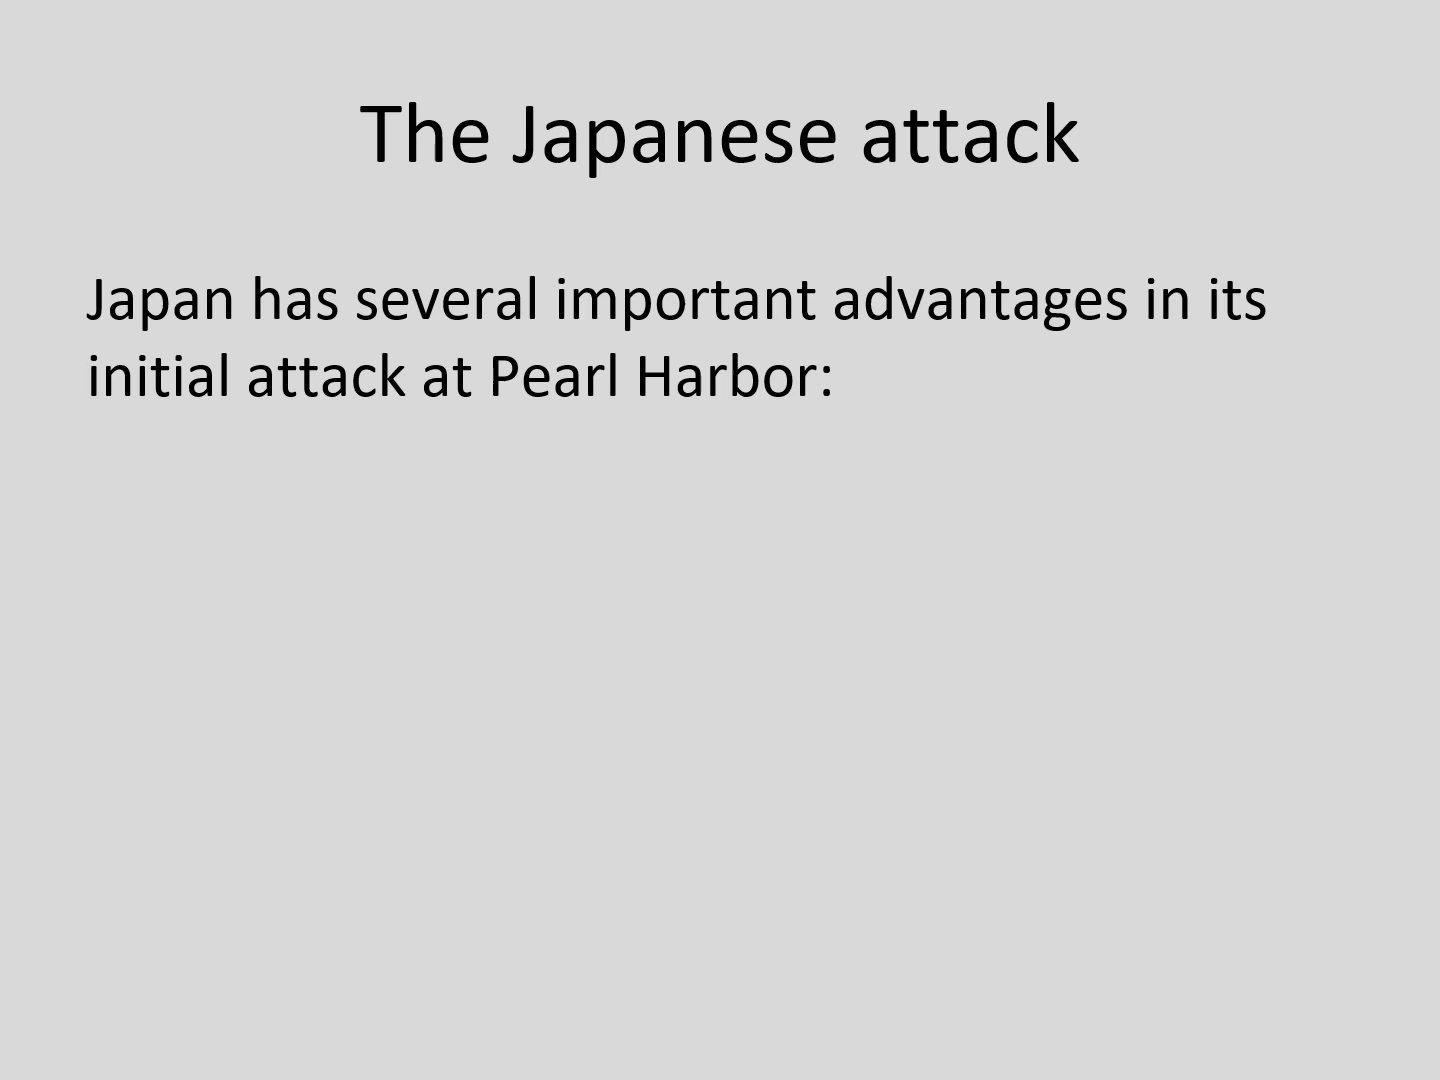 The Japanese attack
Japan has several important advantages in its
initial attack at Pearl Harbor: